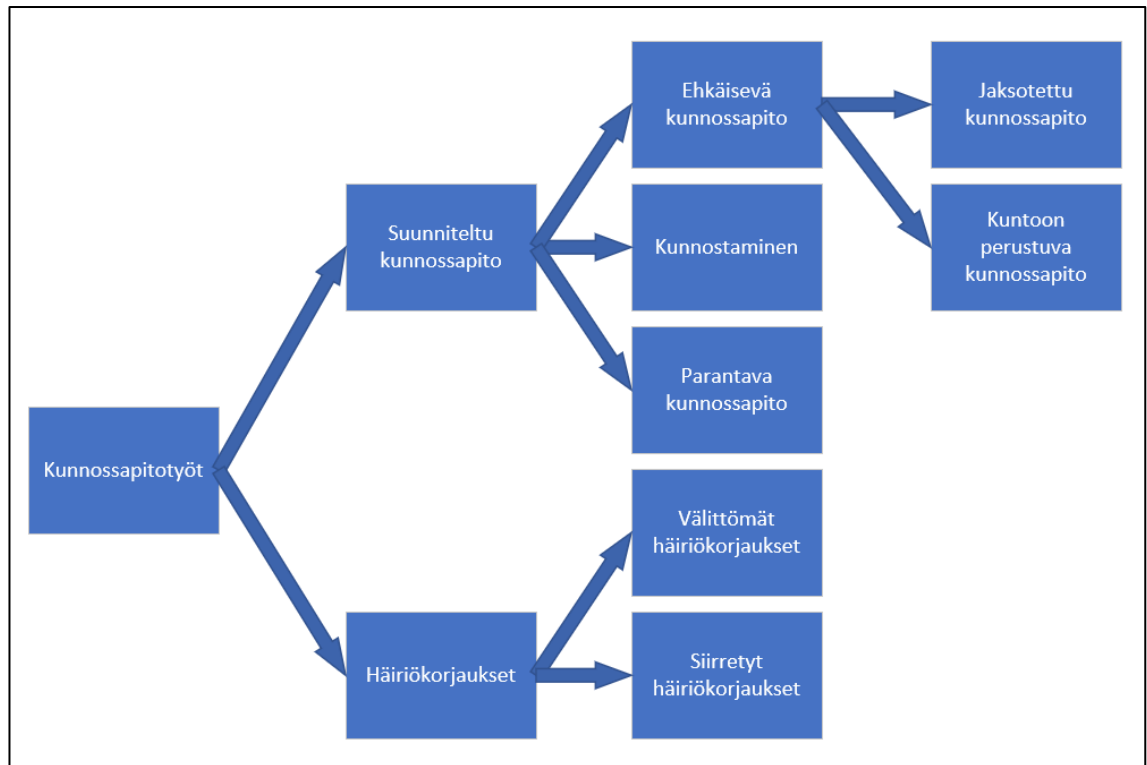 Ehkäisevä
kunnossapito
Jaksotettu
kunnossapito
Suunniteltu
kunnossapito
Kunnostaminen
Kuntoon
perustuva
kunnossapito
Parantava
kunnossapito
Kunnossapitotyöt
Välittömät
häiriökorjaukset
Häiriökorjaukset
Siirretyt
häiriökorjaukset